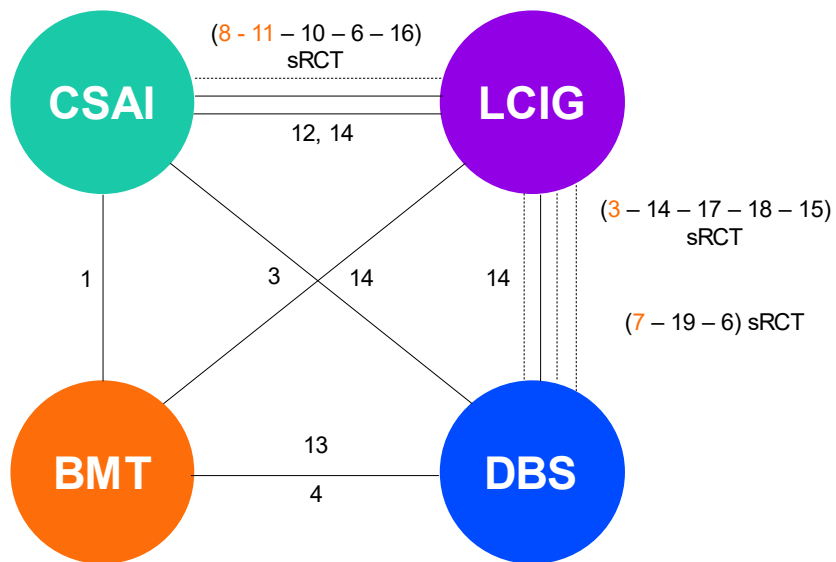 (8 - 11 – 10 – 6 – 16)
sRCT
CSAI
LCIG
12, 14
(3 – 14 – 17 – 18 – 15)
sRCT
1
3
14
14
(7 – 19 – 6) sRCT
13
BMT
DBS
4